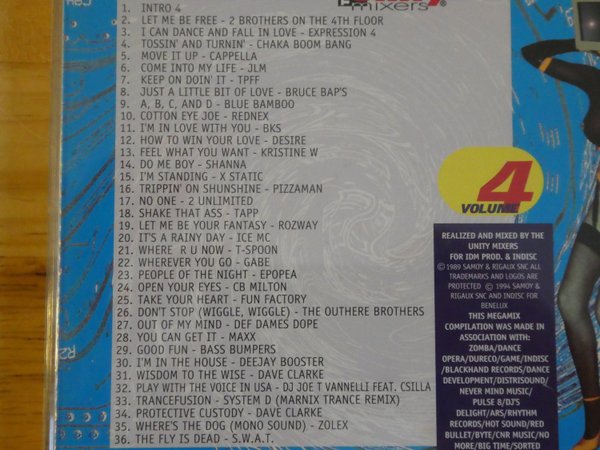 mixers
1. INTRO 4
2. LET ME BE FREE - 2 BROTHERS ON THE 4TH FLOOR
3. I CAN DANCE AND FALL IN LOVE - EXPRESSION 4
4. TOSSIN' AND TURNIN' - CHAKA BOOM BANG
5. MOVE IT UP - CAPPELLA
6. COME INTO MY LIFE - JLM
7. KEEP ON DOIN' IT - TPFF
8. JUST A LITTLE BIT OF LOVE - BRUCE BAP'S
9. A, B, C, AND D - BLUE BAMBOO
10. COTTON EYE JOE - REDNEX
11. I'M IN LOVE WITH YOU - BKS
12. HOW TO WIN YOUR LOVE - DESIRE
13. FEEL WHAT YOU WANT - KRISTINE W
14. DO ME BOY - SHANNA
15. I'M STANDING - X STATIC
16. TRIPPIN' ON SHUNSHINE - PIZZAMAN
17. NO ONE - 2 UNLIMITED
18. SHAKE THAT ASS - TAPP
19. LET ME BE YOUR FANTASY - ROZWAY
20. IT'S A RAINY DAY - ICE MC
21. WHERE R U NOW - T-SPOON
22. WHEREVER YOU GO - GABE
23. PEOPLE OF THE NIGHT - EPOPEA
24. OPEN YOUR EYES - CB MILTON
25. TAKE YOUR HEART - FUN FACTORY
26. DON'T STOP (WIGGLE, WIGGLE) - THE OUTHERE BROTHERS
27. OUT OF MY MIND - DEF DAMES DOPE
28. YOU CAN GET IT - MAXX
29. GOOD FUN - BASS BUMPERS
30. I'M IN THE HOUSE - DEEJAY BOOSTER
31. WISDOM TO THE WISE - DAVE CLARKE
32. PLAY WITH THE VOICE IN USA - DJ JOE T VANNELLI FEAT. CSILLA
33. TRANCEFUSION - SYSTEM D (MARNIX TRANCE REMIX)
34. PROTECTIVE CUSTODY - DAVE CLARKE
35. WHERE'S THE DOG (MONO SOUND) - ZOLEX
36. THE FLY IS DEAD - S.W.A.T.
4
VOLUME
REALIZED AND MIXED BY THE
UNITY MIXERS
FOR IDM PROD. & INDISC
© 1989 SAMOY & RIGAUX SNC ALL
TRADEMARKS AND LOGOS ARE
PROTECTED © 1994 SAMOY &
RIGAUX SNC AND INDISC FOR
BENELUX
THIS MEGAMIX
COMPILATION WAS MADE IN
ASSOCIATION WITH:
ZOMBA/DANCE
OPERA/DURECO/GAME/INDISC
/BLACKHAND RECORDS/DANCE
DEVELOPMENT/DISTRISOUND/
NEVER MIND MUSIC/
PULSE 8/DJ'S
DELIGHT/ARS/RHYTHM
RECORDS/HOT SOUND/RED
BULLET/BYTE/CNR MUSIC/NO
MORE/BIG TIME/SORTED